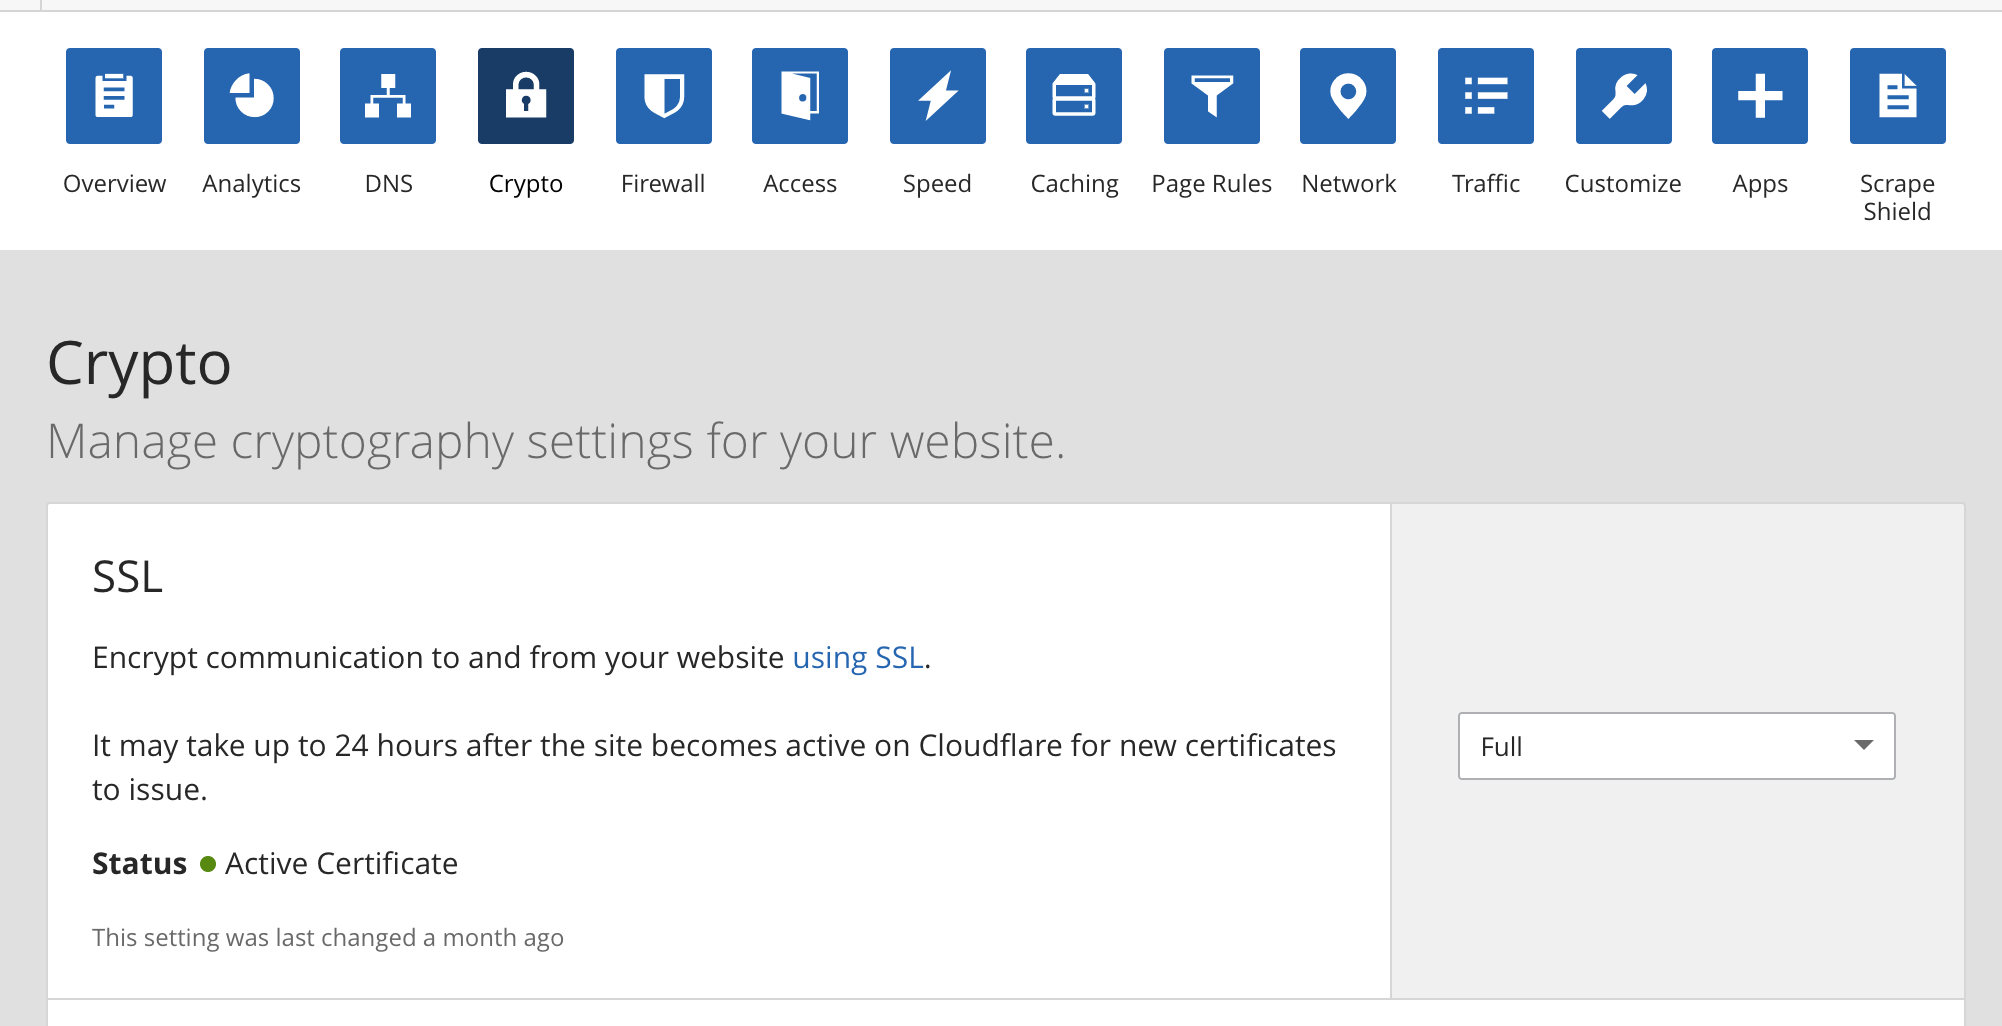 Overview Analytics DNS Crypto Firewall Access Speed Caching Page Rules Network Traffic Customize Apps Scrape
Shield
Crypto
Manage cryptography settings for your website.
SSL
Encrypt communication to and from your website using SSL.
It may take up to 24 hours after the site becomes active on Cloudflare for new certificates
to issue.
Full
Status Active Certificate
This setting was last changed a month ago